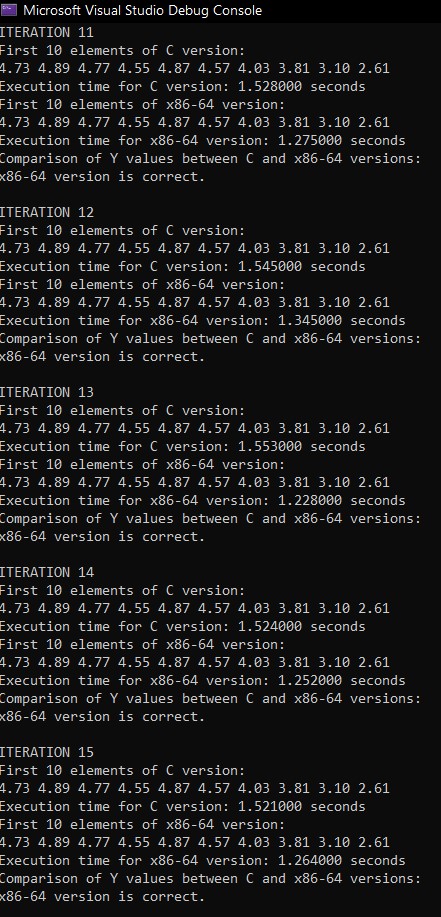 Microsoft Visual Studio Debug Console
ITERATION 11
First 10 elements of C version:
4.73 4.89 4.77 4.55 4.87 4.57 4.03 3.81 3.10 2.61
Execution time for C version: 1.528000 seconds
First 10 elements of x86-64 version:
4.73 4.89 4.77 4.55 4.87 4.57 4.03 3.81 3.10 2.61
Execution time for x86-64 version: 1.275000 seconds
Comparison of Y values between C and x86-64 versions:
x86-64 version is correct.
ITERATION 12
First 10 elements of C version:
4.73 4.89 4.77 4.55 4.87 4.57 4.03 3.81 3.10 2.61
Execution time for C version: 1.545000 seconds
First 10 elements of x86-64 version:
4.73 4.89 4.77 4.55 4.87 4.57 4.03 3.81 3.10 2.61
Execution time for x86-64 version: 1.345000 seconds
Comparison of Y values between C and x86-64 versions:
x86-64 version is correct.
ITERATION 13
First 10 elements of C version:
4.73 4.89 4.77 4.55 4.87 4.57 4.03 3.81 3.10 2.61
Execution time for C version: 1.553000 seconds
First 10 elements of x86-64 version:
4.73 4.89 4.77 4.55 4.87 4.57 4.03 3.81 3.10 2.61
Execution time for x86-64 version: 1.228000 seconds
Comparison of Y values between C and x86-64 versions:
x86-64 version is correct.
ITERATION 14
First 10 elements of C version:
4.73 4.89 4.77 4.55 4.87 4.57 4.03 3.81 3.10 2.61
Execution time for C version: 1.524000 seconds
First 10 elements of x86-64 version:
4.73 4.89 4.77 4.55 4.87 4.57 4.03 3.81 3.10 2.61
Execution time for x86-64 version: 1.252000 seconds
Comparison of Y values between C and x86-64 versions:
x86-64 version is correct.
ITERATION 15
First 10 elements of C version:
4.73 4.89 4.77 4.55 4.87 4.57 4.03 3.81 3.10 2.61
Execution time for C version: 1.521000 seconds
First 10 elements of x86-64 version:
4.73 4.89 4.77 4.55 4.87 4.57 4.03 3.81 3.10 2.61
Execution time for x86-64 version: 1.264000 seconds
Comparison of Y values between C and x86-64 versions:
x86-64 version is correct.